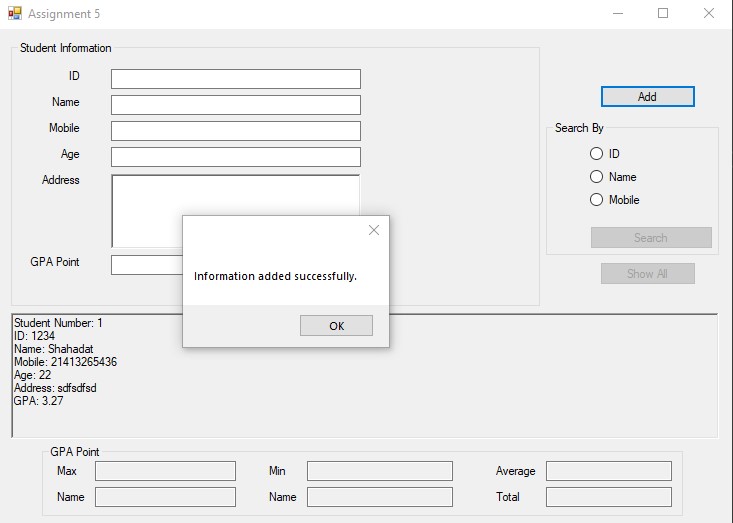 Assignment 5
Student Information
ID
Name
Mobile
Age
Address
GPA Point
Add
Search By
ID
Name
Mobile
Search
Show All
Information added successfully.
OK
Student Number: 1
ID: 1234
Name: Shahadat
Mobile: 21413265436
Age: 22
Address: sdfsdfsd
GPA: 3.27
GPA Point
Max Min Average
Name Name Total